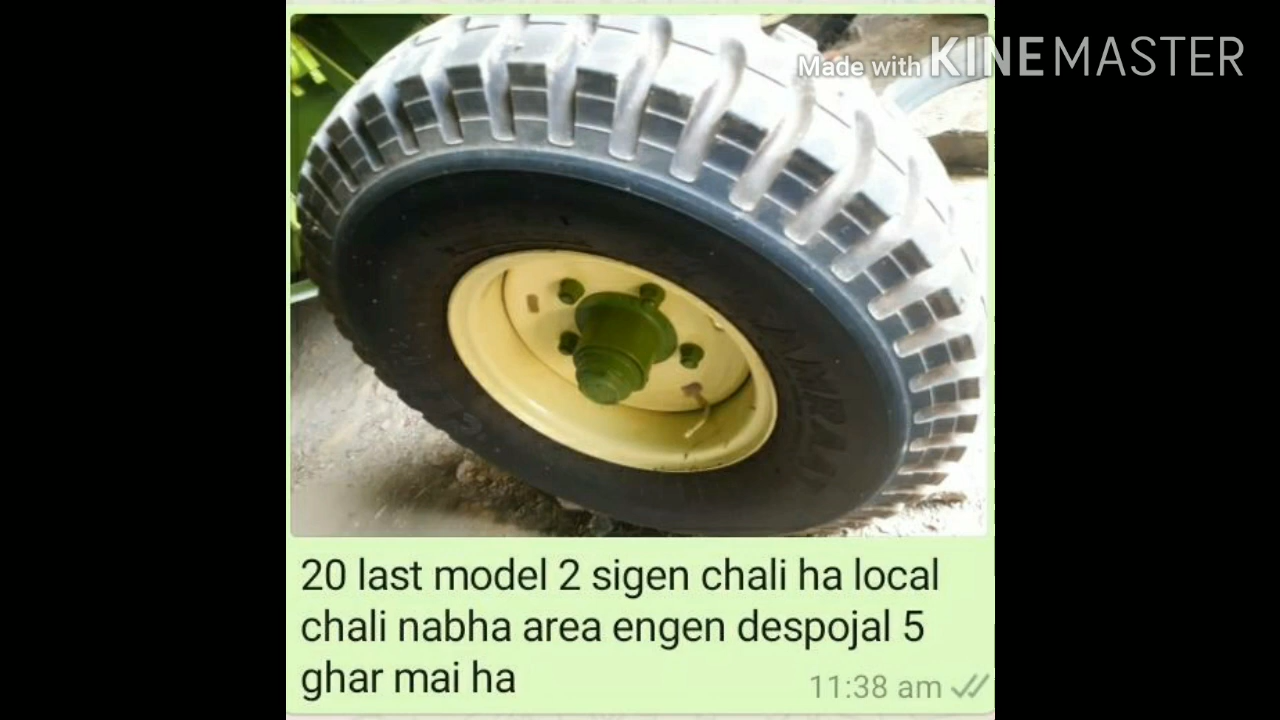 Made with KINEMASTER
20 last model 2 sigen chali ha local
chali nabha area engen despojal 5
ghar mai ha
11:38 am